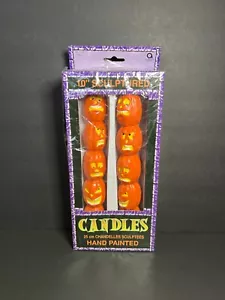 10" SCULPTURED
CANDLES
25 cm CHANDELLES SCULPTEES
HAND PAINTED